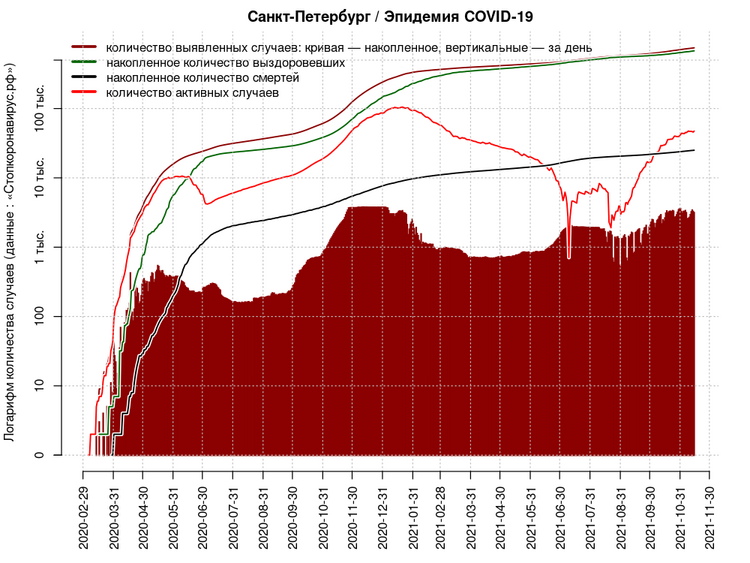 Санкт-Петербург / Эпидемия COVID-19
количество выявленных случаев: кривая — накопленное, вертикальные — за день
накопленное количество выздоровевших
накопленное количество смертей
количество активных случаев
Логарифм количества случаев (данные : «Стопкоронавирус.рф»)
100 тыс.
10 тыс.
1 тыс.
100
10
0
2020-02-29
2020-03-31
2020-04-30
2020-05-31
2020-06-30
2020-07-31
2020-08-31
2020-09-30
2020-10-31
2020-11-30
2020-12-31
2021-01-31
2021-02-28
2021-03-31
2021-04-30
2021-05-31
2021-06-30
2021-07-31
2021-08-31
2021-09-30
2021-10-31
2021-11-30